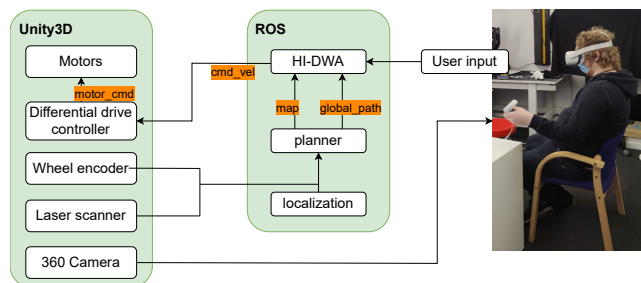 Unity3D
ROS
Motors
HI-DWA
User input
cmd_vel
motor_cmd
map
global_path
Differential drive
controller
planner
Wheel encoder
Laser scanner
localization
360 Camera